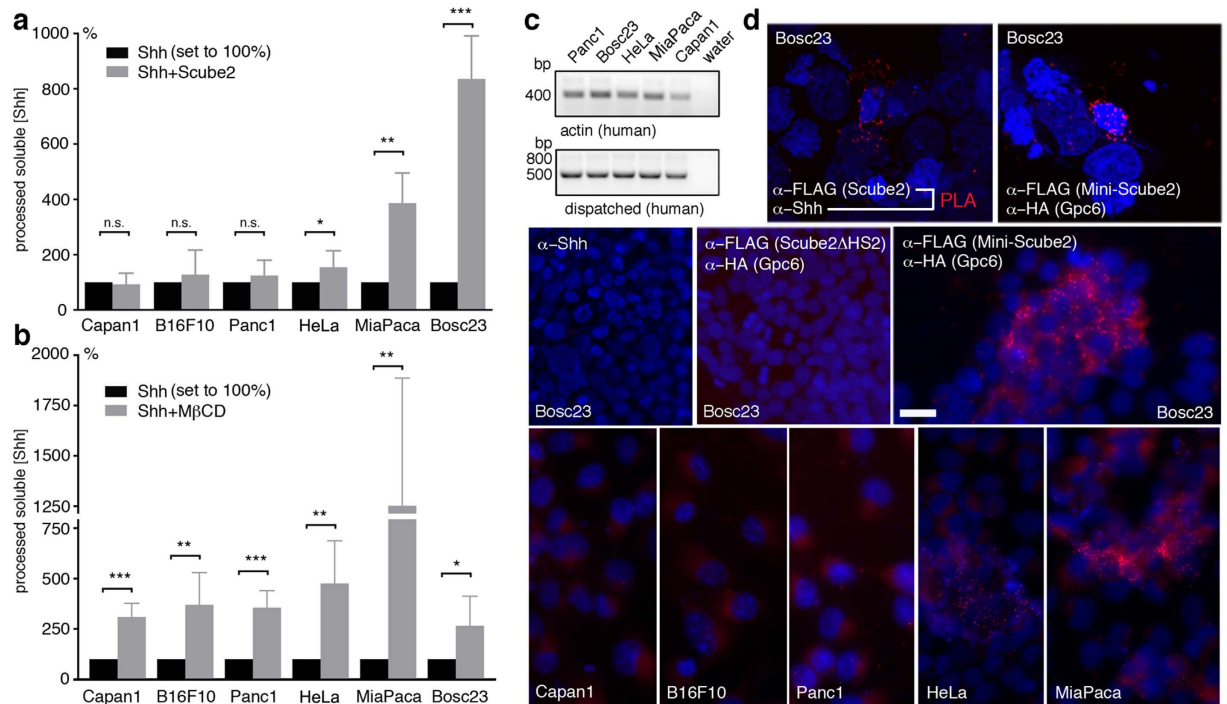 a
%
1000
800
600
400
200
0
processed soluble [Shh]
Shh (set to 100%)
Shh+Scube2
n.s.
n.s.
n.s.
*
**
***
Capan1 B16F10 Panc1 HeLa MiaPaca Bosc23
b
%
2000
1750
1500
1250
750
500
250
0
processed soluble [Shh]
Shh (set to 100%)
Shh+MβCD
***
**
***
**
**
*
Capan1 B16F10 Panc1 HeLa MiaPaca Bosc23
c
Panc1
Bosc23
HeLa
MiaPaca
Capan1
water
bp
400
actin (human)
bp
800
500
dispatched (human)
d
Bosc23
α-FLAG (Scube2)
α-Shh
PLA
Bosc23
α-FLAG (Mini-Scube2)
α-HA (Gpc6)
α-Shh
Bosc23
α-FLAG (Scube2ΔHS2)
α-HA (Gpc6)
Bosc23
α-FLAG (Mini-Scube2)
α-HA (Gpc6)
Bosc23
Capan1
B16F10
Panc1
HeLa
MiaPaca